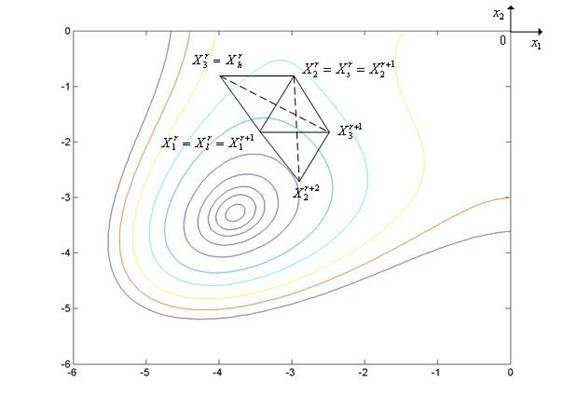 x₂
0
0 x₁
X₃ʳ = Xₕʳ
X₂ʳ = Xₛʳ = X₂ʳ⁺¹
-1
X₃ʳ⁺¹
-2
X₁ʳ = Xₗʳ = X₁ʳ⁺¹
X₂ʳ⁺²
-3
-4
-5
-6
-6 -5 -4 -3 -2 -1 0